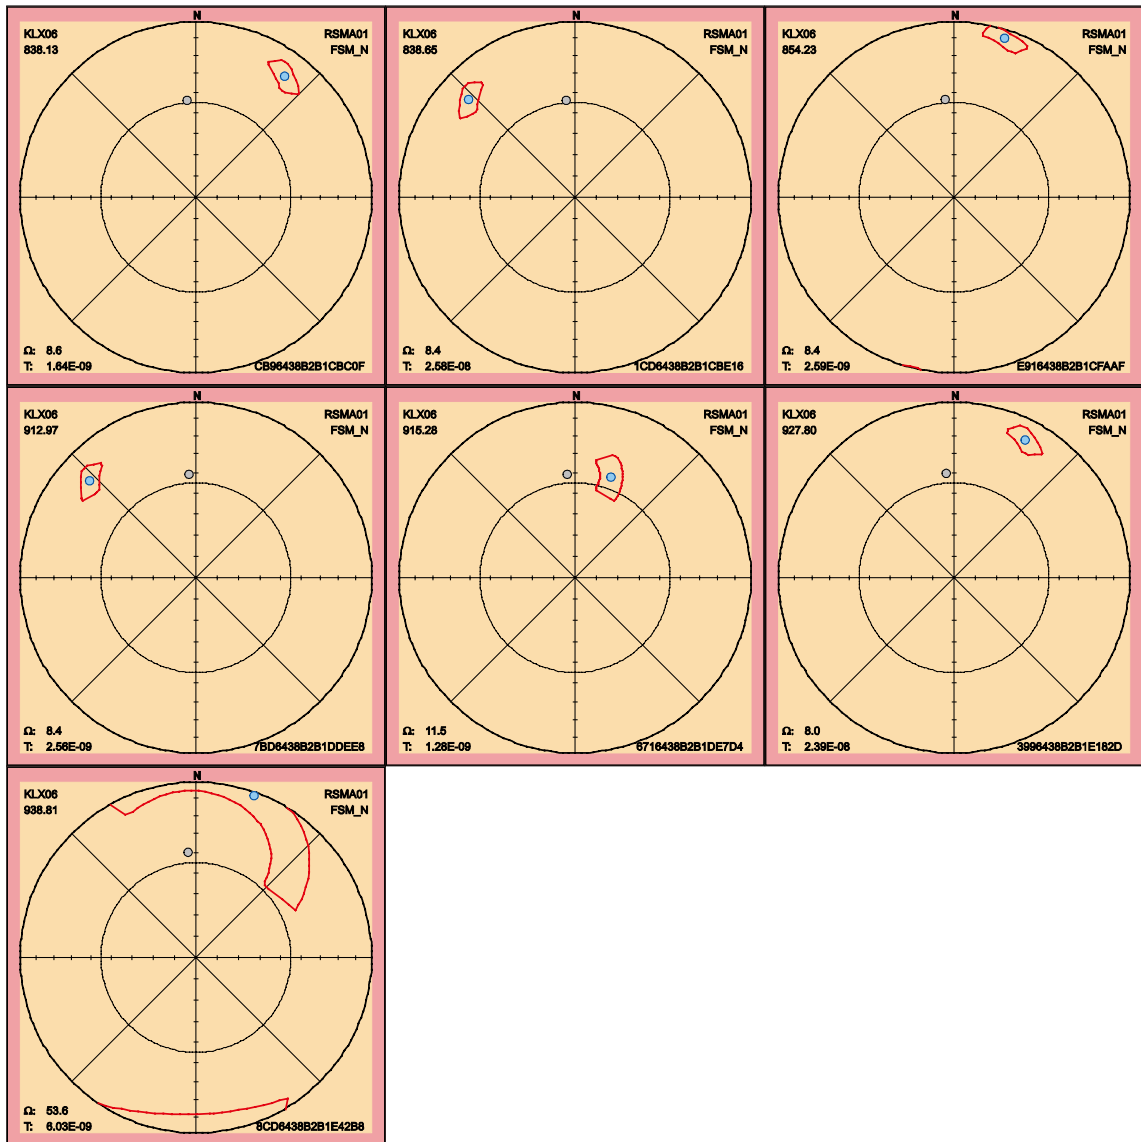 N
KLX06 RSMA01
838.13 FSM_N
Ω: 8.6
T: 1.64E-09 CB96438B2B1CBC0F
N
KLX06 RSMA01
838.65 FSM_N
Ω: 8.4
T: 2.58E-08 1CD6438B2B1CBE16
N
KLX06 RSMA01
854.23 FSM_N
Ω: 8.4
T: 2.59E-09 E916438B2B1CFAAF
N
KLX06 RSMA01
912.97 FSM_N
Ω: 8.4
T: 2.56E-09 7BD6438B2B1DDEE8
N
KLX06 RSMA01
915.28 FSM_N
Ω: 11.5
T: 1.28E-09 6716438B2B1DE7D4
N
KLX06 RSMA01
927.80 FSM_N
Ω: 8.0
T: 2.39E-08 3996438B2B1E182D
N
KLX06 RSMA01
938.81 FSM_N
Ω: 53.6
T: 6.03E-09 8CD6438B2B1E42B8